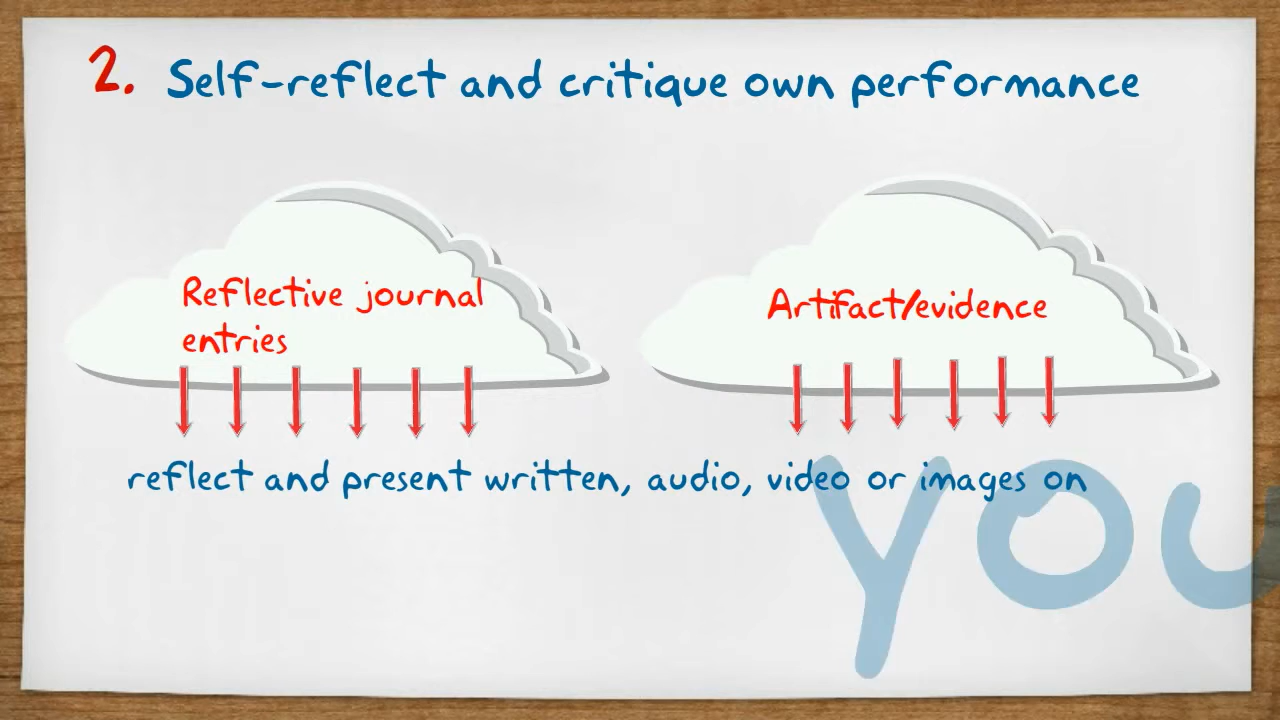 2. Self-reflect and critique own performance
Reflective journal
entries
Artifact/evidence
reflect and present written, audio, video or images on
you